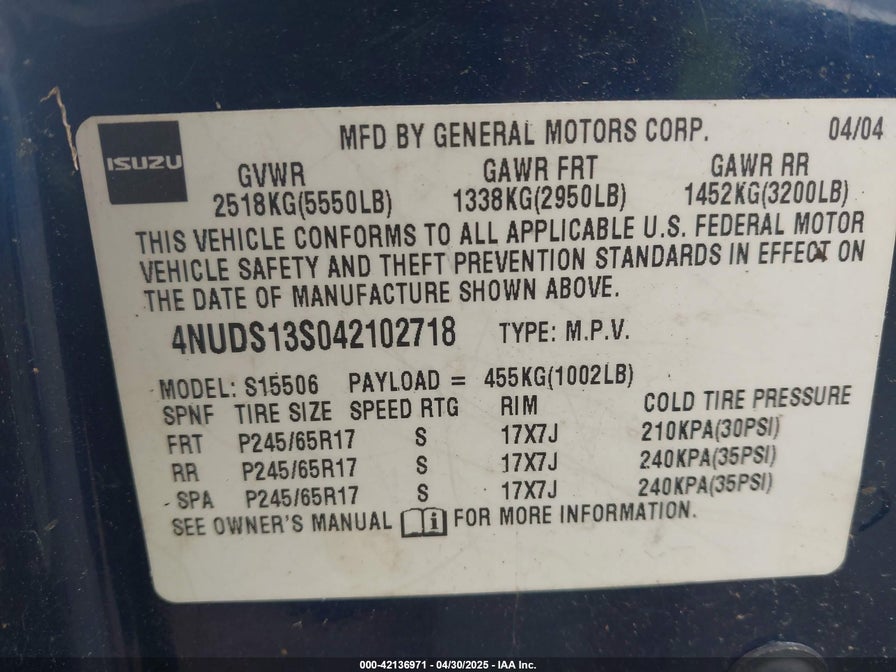 ISUZU
MFD BY GENERAL MOTORS CORP. 04/04
GVWR GAWR FRT GAWR RR
2518KG(5550LB) 1338KG(2950LB) 1452KG(3200LB)
THIS VEHICLE CONFORMS TO ALL APPLICABLE U.S. FEDERAL MOTOR
VEHICLE SAFETY AND THEFT PREVENTION STANDARDS IN EFFECT ON
THE DATE OF MANUFACTURE SHOWN ABOVE.
4NUDS13S042102718 TYPE: M.P.V.
MODEL: S15506 PAYLOAD = 455KG(1002LB)
SPNF TIRE SIZE SPEED RTG RIM COLD TIRE PRESSURE
FRT P245/65R17 S 17X7J 210KPA(30PSI)
RR P245/65R17 S 17X7J 240KPA(35PSI)
SPA P245/65R17 S 17X7J 240KPA(35PSI)
SEE OWNER'S MANUAL FOR MORE INFORMATION.
000-42136971 - 04/30/2025 - IAA Inc.